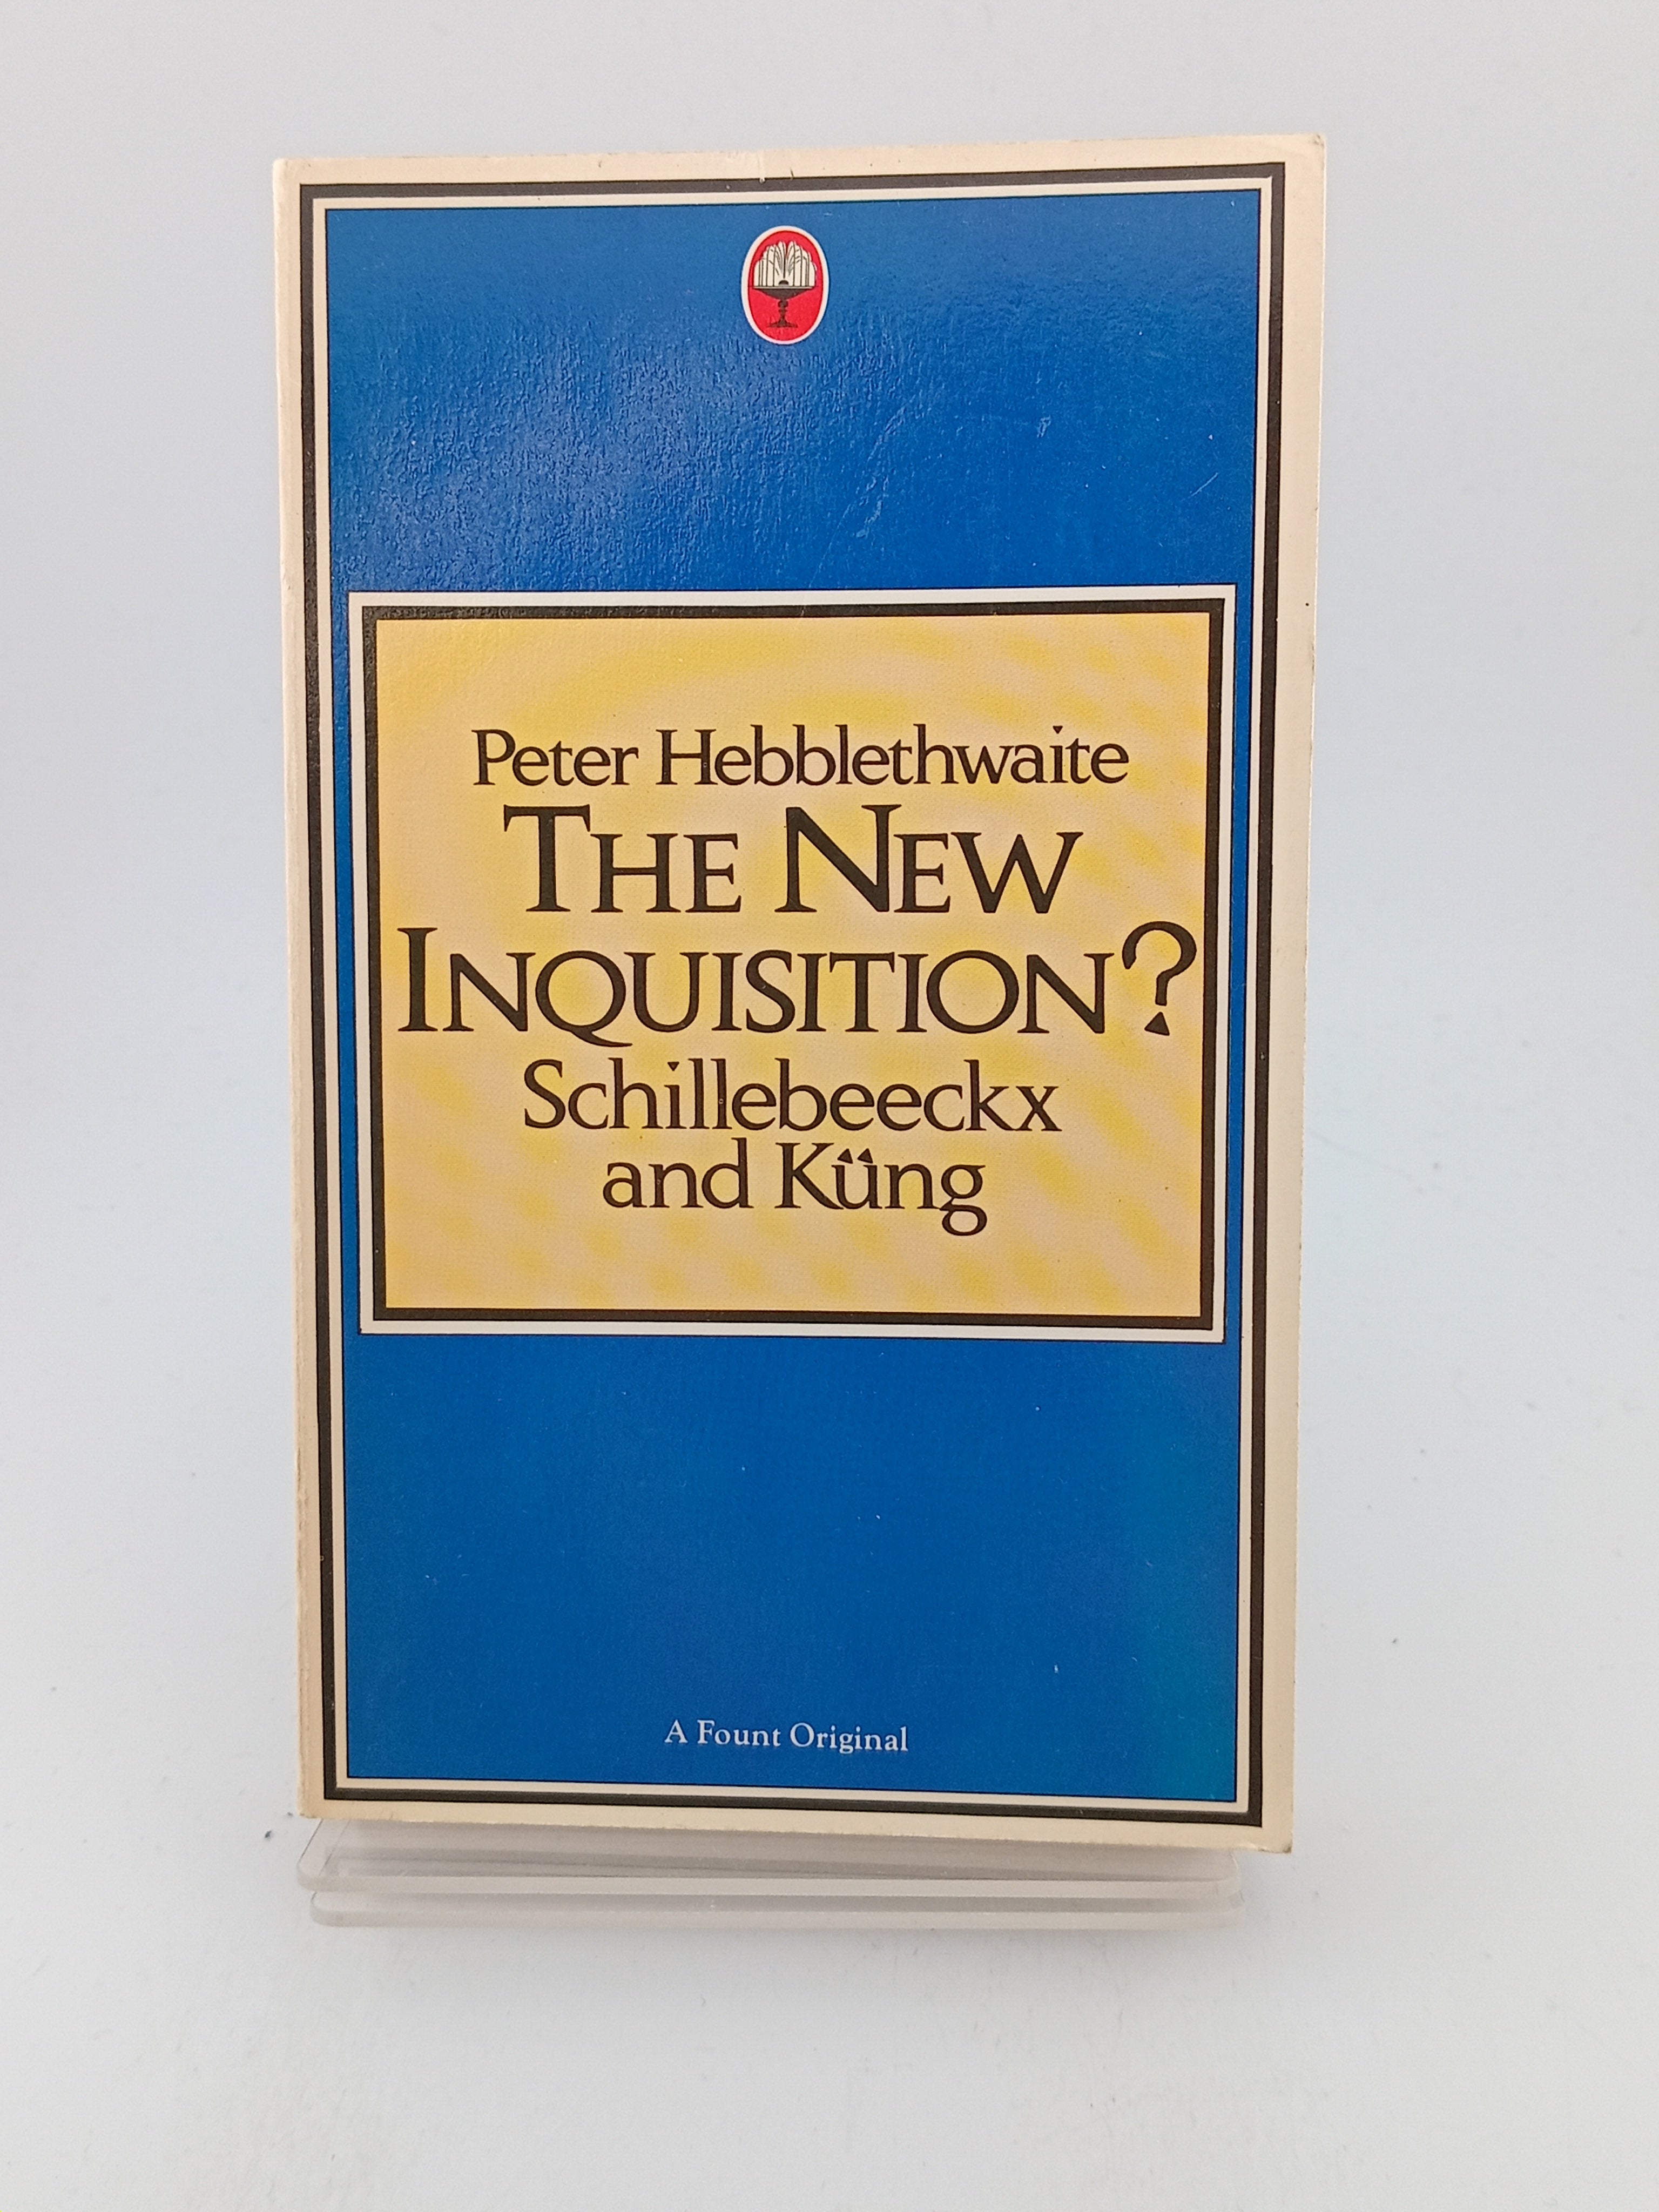 Peter Hebblethwaite
THE NEW
INQUISITION?
Schillebeeckx
and Küng
A Fount Original